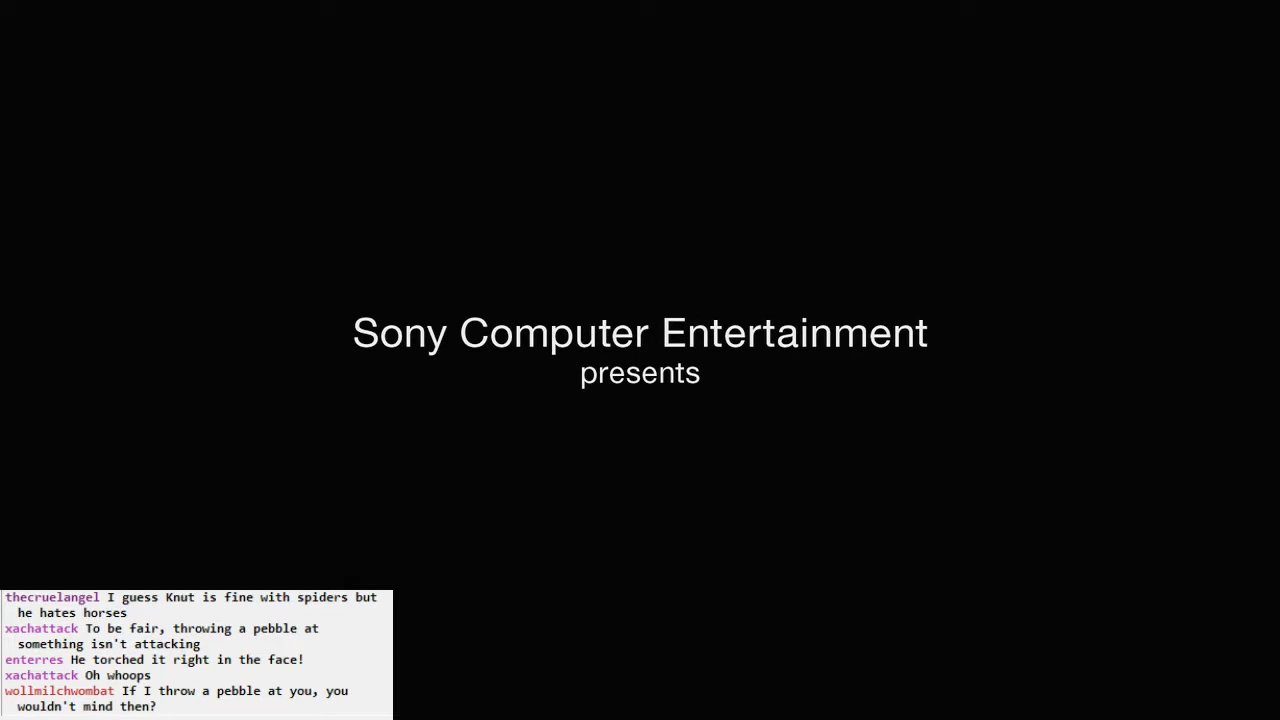 Sony Computer Entertainment
presents
thecruelangel I guess Knut is fine with spiders but
he hates horses
xachattack To be fair, throwing a pebble at
something isn't attacking
enterres He torched it right in the face!
xachattack Oh whoops
wollmilchwombat If I throw a pebble at you, you
wouldn't mind then?